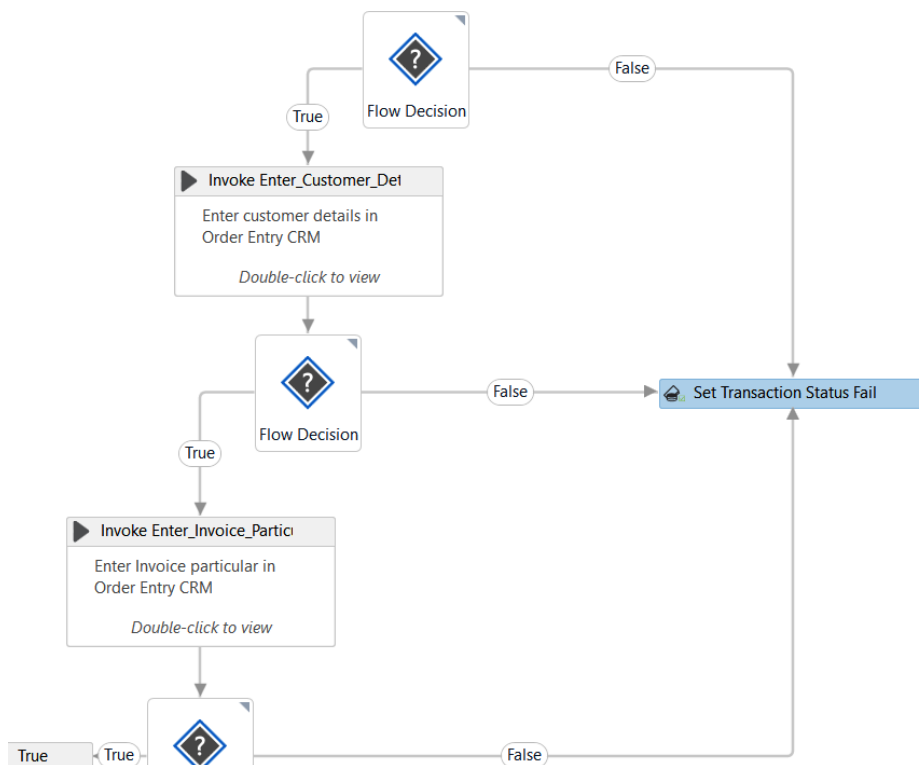 Flow Decision
True
False
Invoke Enter_Customer_Det
Enter customer details in
Order Entry CRM
Double-click to view
Flow Decision
True
False
Set Transaction Status Fail
Invoke Enter_Invoice_Partic
Enter Invoice particular in
Order Entry CRM
Double-click to view
True
True
False